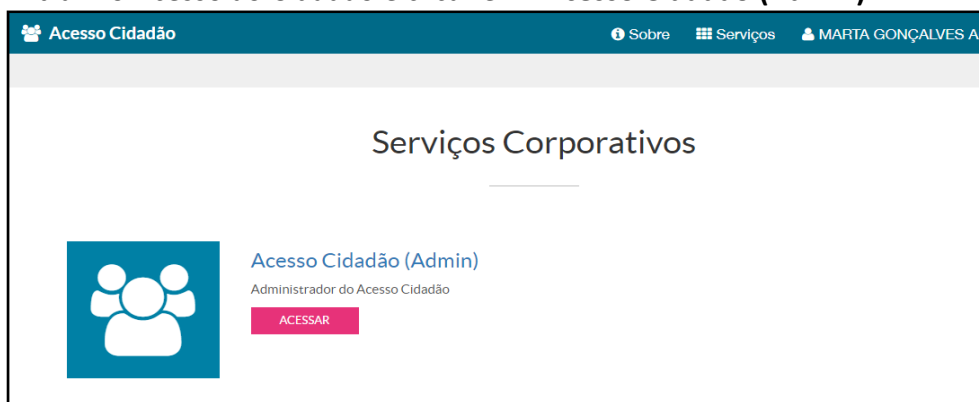 Acesso Cidadão
Sobre
Serviços
MARTA GONÇALVES A
Serviços Corporativos
Acesso Cidadão (Admin)
Administrador do Acesso Cidadão
ACESSAR